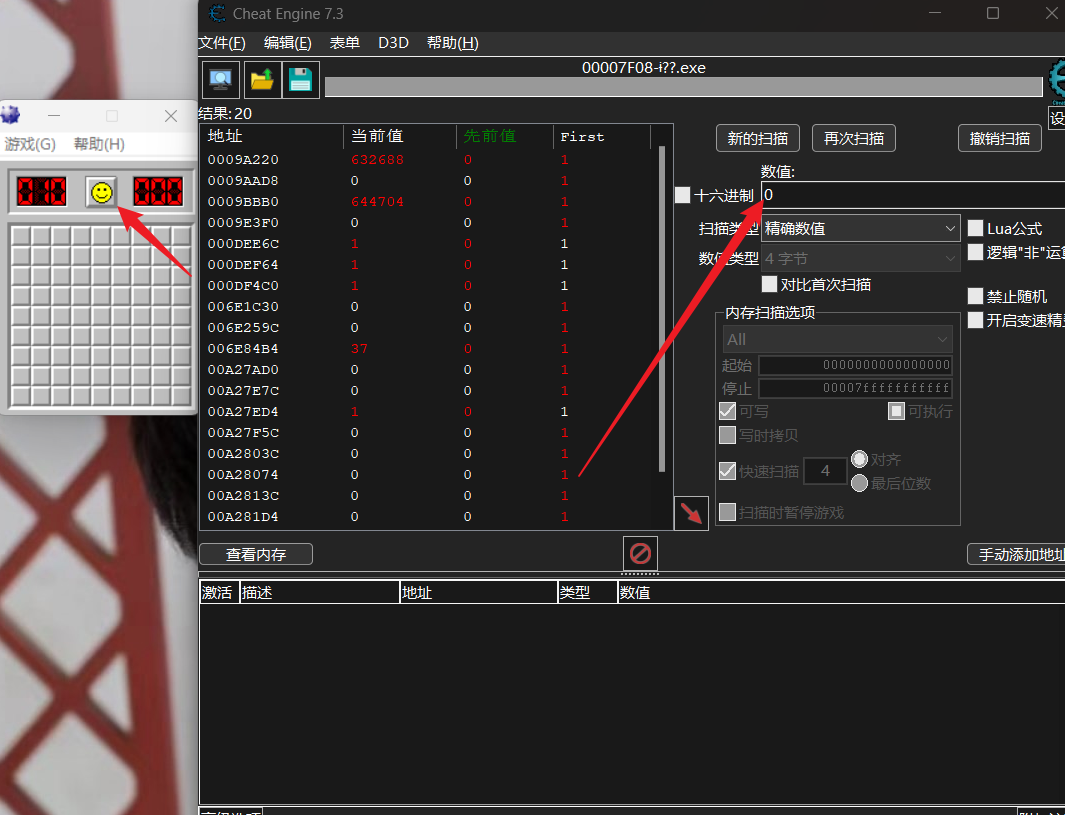 Cheat Engine 7.3
文件(F) 编辑(E) 表单 D3D 帮助(H)
00007F08-ɨ??.exe
结果:20
地址 当前值 先前值 First
0009A220 632688 0 1
0009AAD8 0 0 1
0009BBB0 644704 0 1
0009E3F0 0 0 1
000DEE6C 1 0 1
000DEF64 1 0 1
000DF4C0 1 0 1
006E1C30 0 0 1
006E259C 0 0 1
006E84B4 37 0 1
00A27AD0 0 0 1
00A27E7C 0 0 1
00A27ED4 1 0 1
00A27F5C 0 0 1
00A2803C 0 0 1
00A28074 0 0 1
00A2813C 0 0 1
00A281D4 0 0 1
查看内存
新的扫描 再次扫描 撤销扫描
设
数值:
十六进制 0
扫描类型 精确数值
数值类型 4 字节
对比首次扫描
Lua公式
逻辑"非"运
禁止随机
开启变速精
内存扫描选项
All
起始 0000000000000000
停止 00007fffffffffff
可写 可执行
写时拷贝
快速扫描 4 对齐
最后位数
扫描时暂停游戏
手动添加地
激活 描述 地址 类型 数值
游戏(G) 帮助(H)
010 000